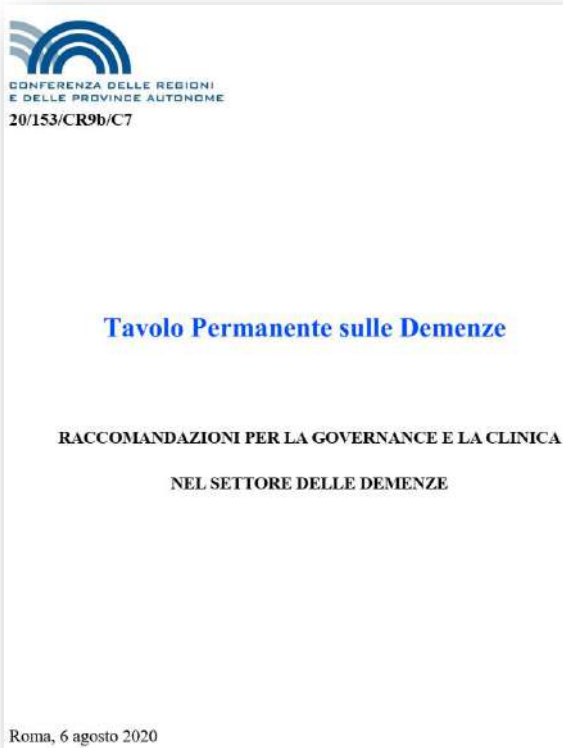 CONFERENZA DELLE REGIONI
E DELLE PROVINCE AUTONOME
20/153/CR9b/C7
Tavolo Permanente sulle Demenze
RACCOMANDAZIONI PER LA GOVERNANCE E LA CLINICA
NEL SETTORE DELLE DEMENZE
Roma, 6 agosto 2020